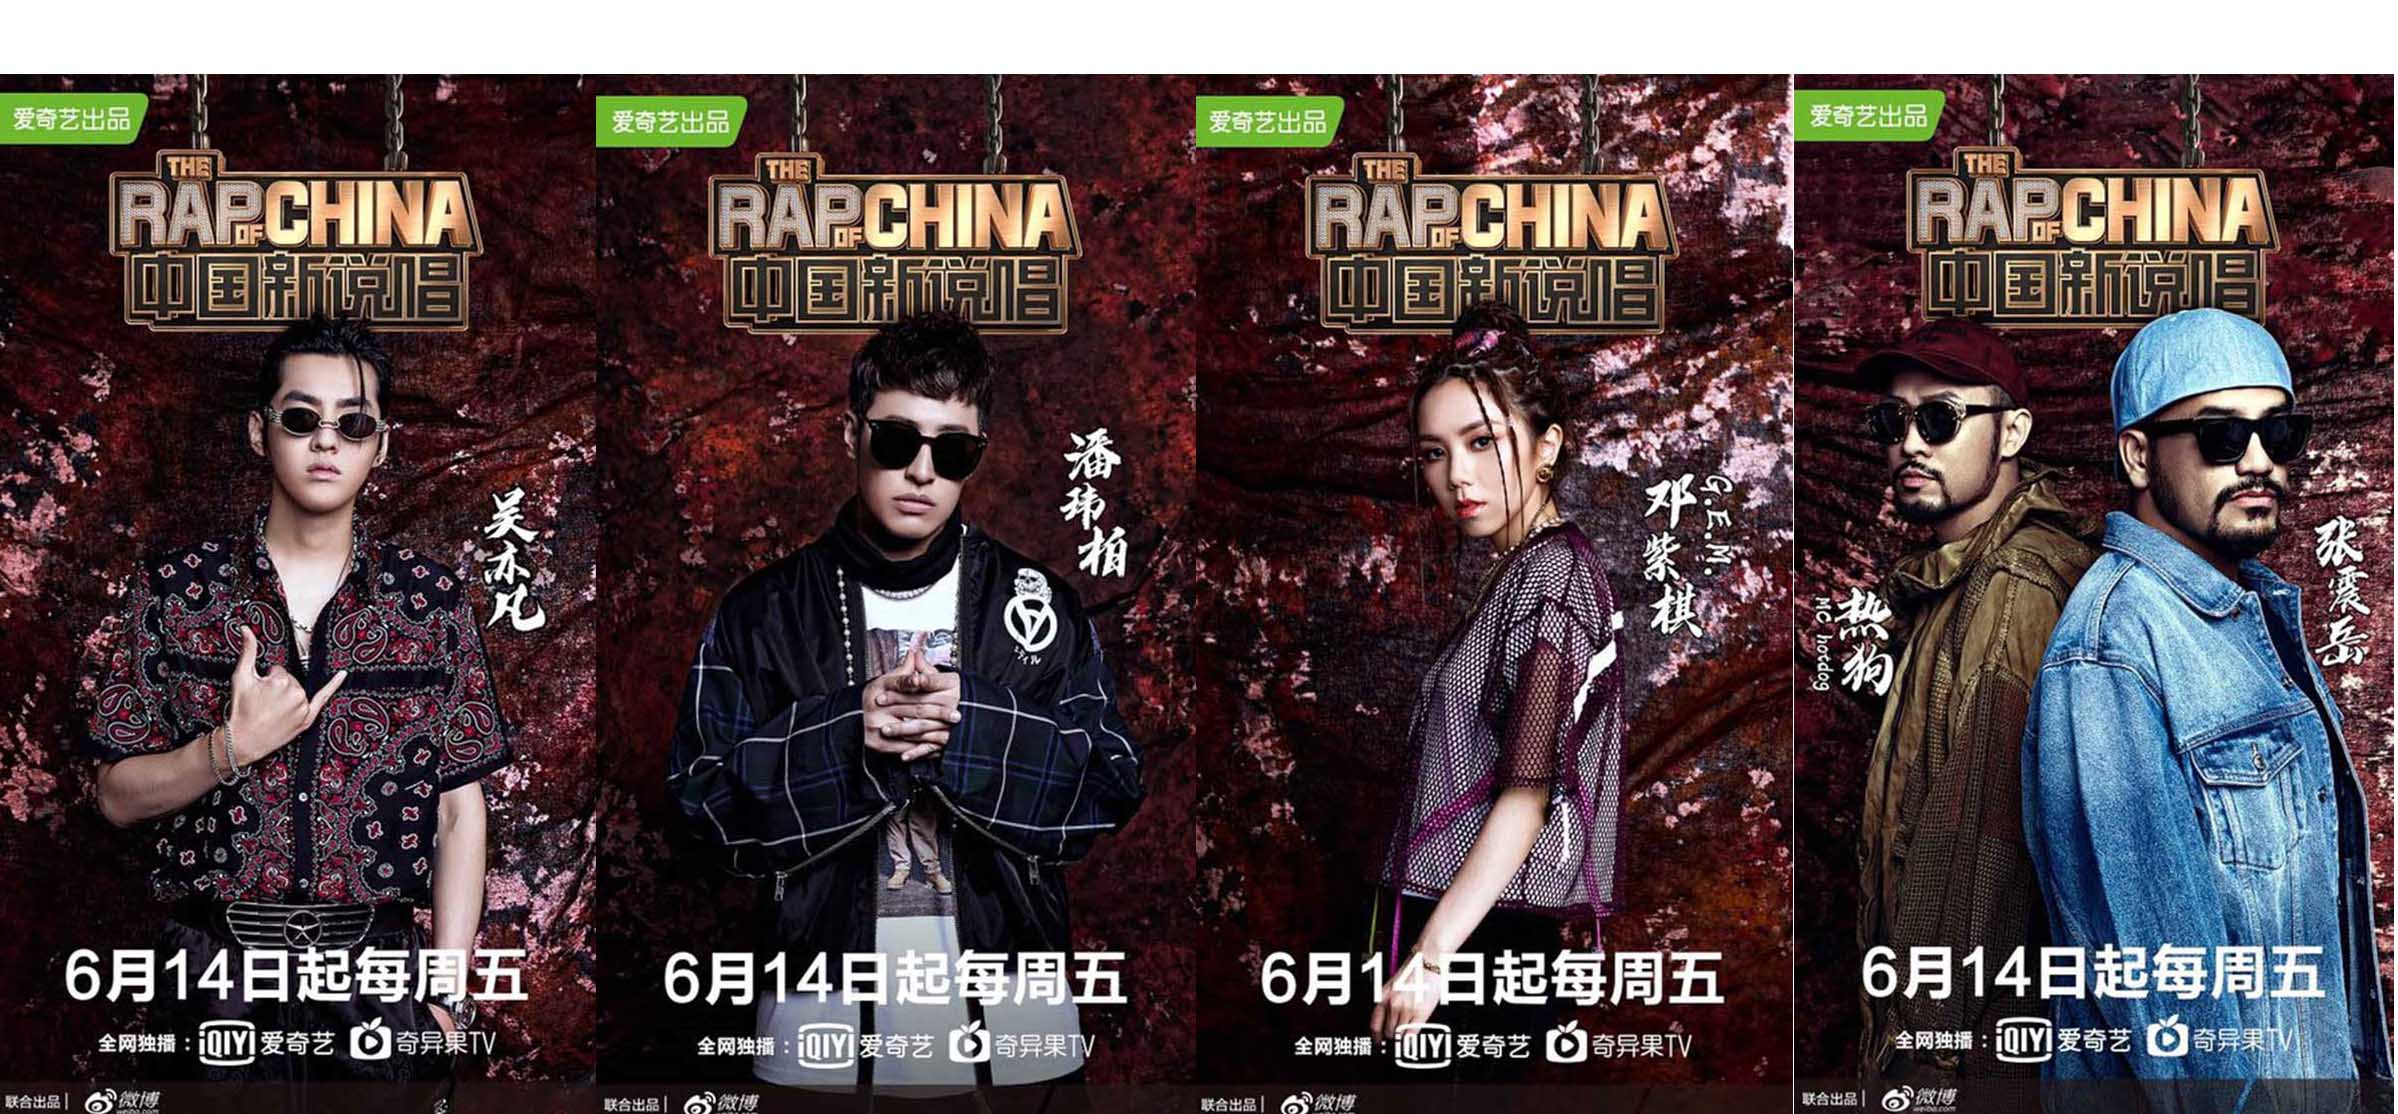 爱奇艺出品
THE
RAP OF CHINA
中国新说唱
吴亦凡
6月14日起每周五
全网独播：iQIYI 爱奇艺 奇异果TV
联合出品 | 微博
weibo.com
爱奇艺出品
THE
RAP OF CHINA
中国新说唱
潘玮柏
6月14日起每周五
全网独播：iQIYI 爱奇艺 奇异果TV
联合出品 | 微博
爱奇艺出品
THE
RAP OF CHINA
中国新说唱
G.E.M.
邓紫棋
6月14日起每周五
全网独播：iQIYI 爱奇艺 奇异果TV
联合出品 | 微博
爱奇艺出品
THE
RAP OF CHINA
中国新说唱
热狗
MC hotdog
张震岳
6月14日起每周五
全网独播：iQIYI 爱奇艺 奇异果TV
联合出品 | 微博
weibo.com